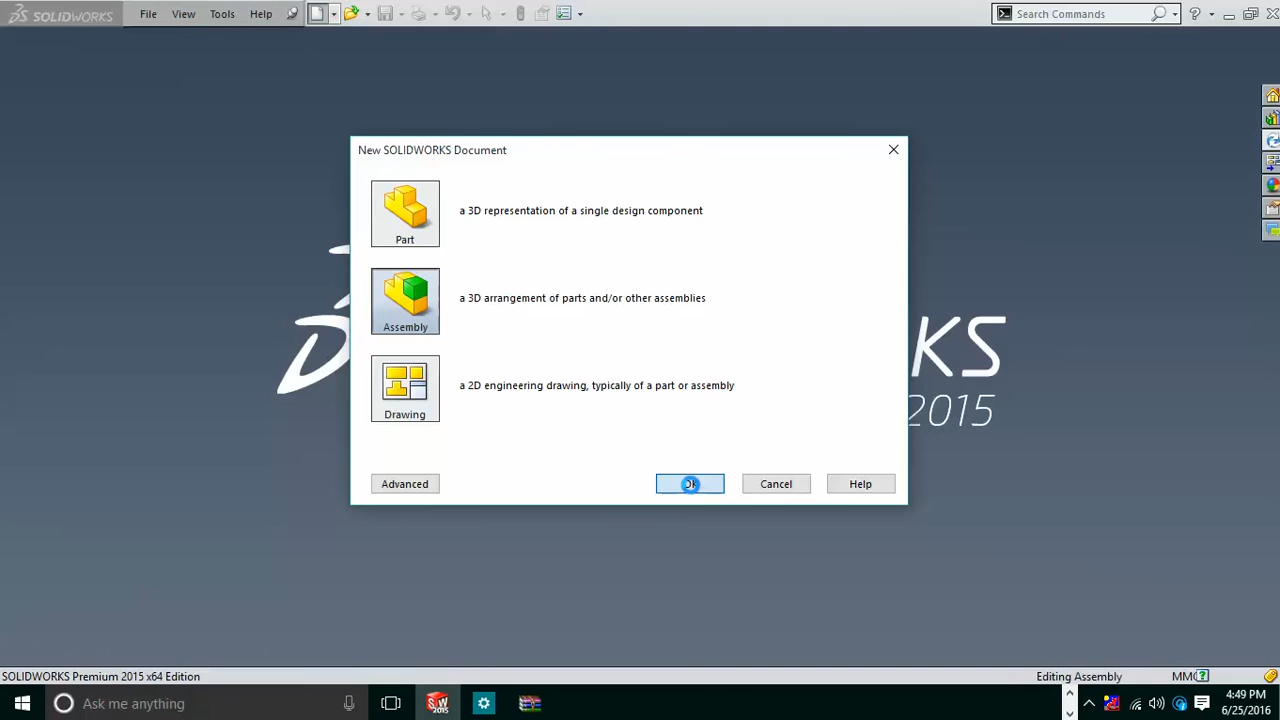 SOLIDWORKS File View Tools Help Search Commands
New SOLIDWORKS Document
Part
a 3D representation of a single design component
Assembly
a 3D arrangement of parts and/or other assemblies
Drawing
a 2D engineering drawing, typically of a part or assembly
KS
2015
Advanced Cancel Help
SOLIDWORKS Premium 2015 x64 Edition Editing Assembly
Ask me anything 4:49 PM
6/25/2016